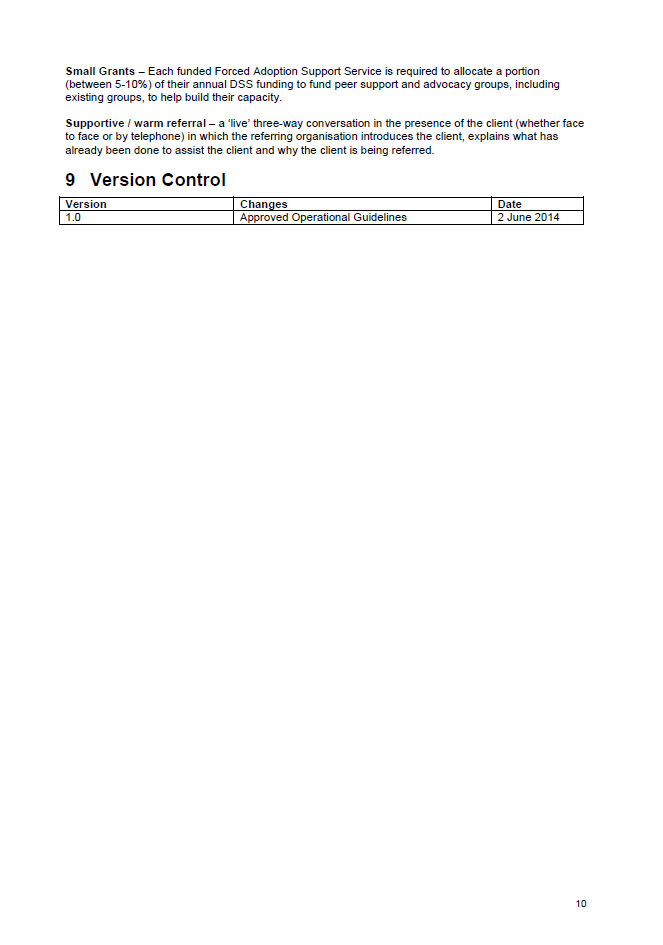 Small Grants – Each funded Forced Adoption Support Service is required to allocate a portion
(between 5-10%) of their annual DSS funding to fund peer support and advocacy groups, including
existing groups, to help build their capacity.
Supportive / warm referral – a ‘live’ three-way conversation in the presence of the client (whether face
to face or by telephone) in which the referring organisation introduces the client, explains what has
already been done to assist the client and why the client is being referred.
9 Version Control
Version Changes Date
1.0 Approved Operational Guidelines 2 June 2014
10